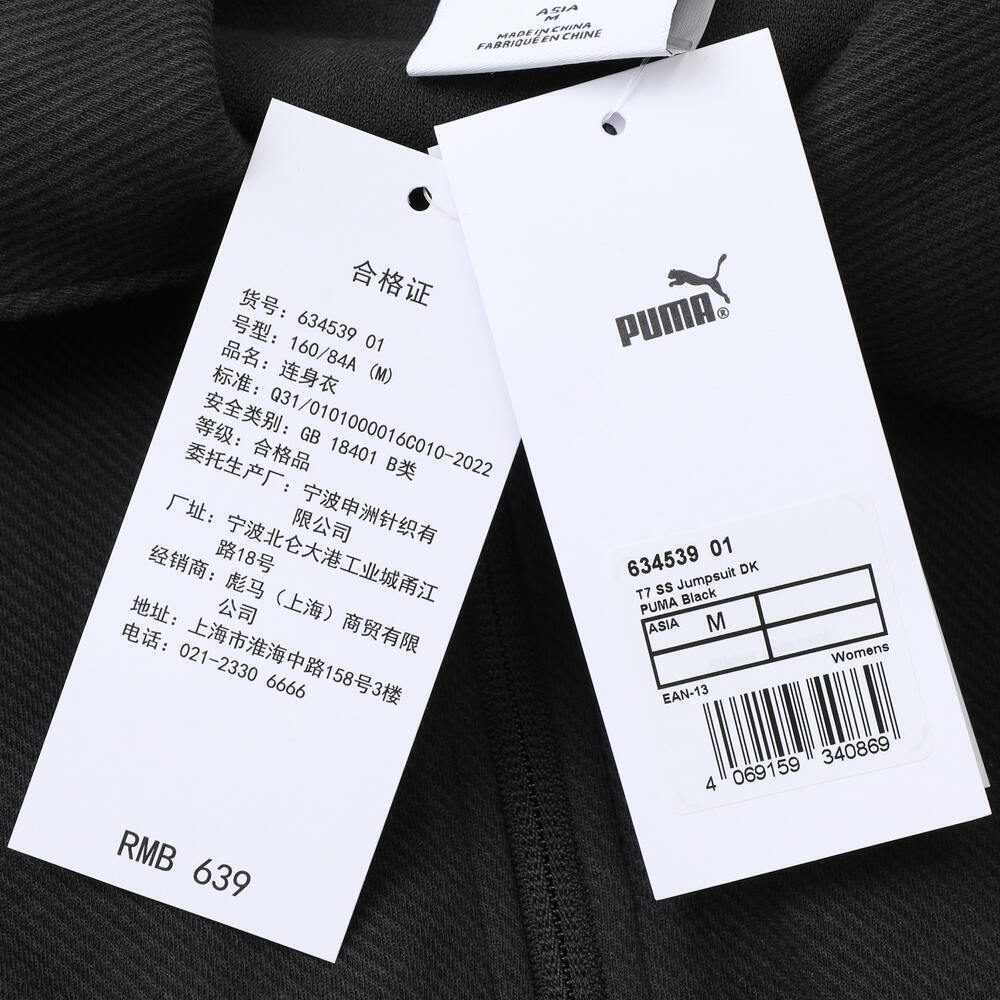 ASIA
M
MADE IN CHINA
FABRIQUE EN CHINE
合格证
货号: 634539 01
号型: 160/84A (M)
品名: 连身衣
标准: Q31/0101000016C010-2022
安全类别: GB 18401 B类
等级: 合格品
委托生产厂: 宁波申洲针织有
限公司
厂址: 宁波北仑大港工业城甬江
路18号
经销商: 彪马（上海）商贸有限
公司
地址: 上海市淮海中路158号3楼
电话: 021-2330 6666
RMB 639
PUMA®
634539 01
T7 SS Jumpsuit DK
PUMA Black
ASIA M
Womens
EAN-13
4 069159 340869